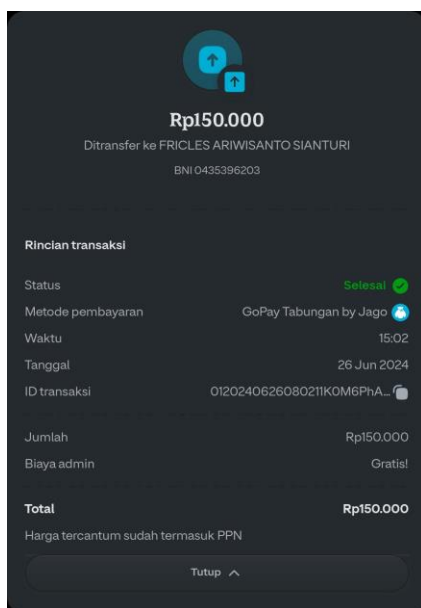 Rp150.000
Ditransfer ke FRICLES ARIWISANTO SIANTURI
BNI 0435396203
Rincian transaksi
Status Selesai
Metode pembayaran GoPay Tabungan by Jago
Waktu 15:02
Tanggal 26 Jun 2024
ID transaksi 0120240626080211K0M6PhA...
Jumlah Rp150.000
Biaya admin Gratis!
Total Rp150.000
Harga tercantum sudah termasuk PPN
Tutup